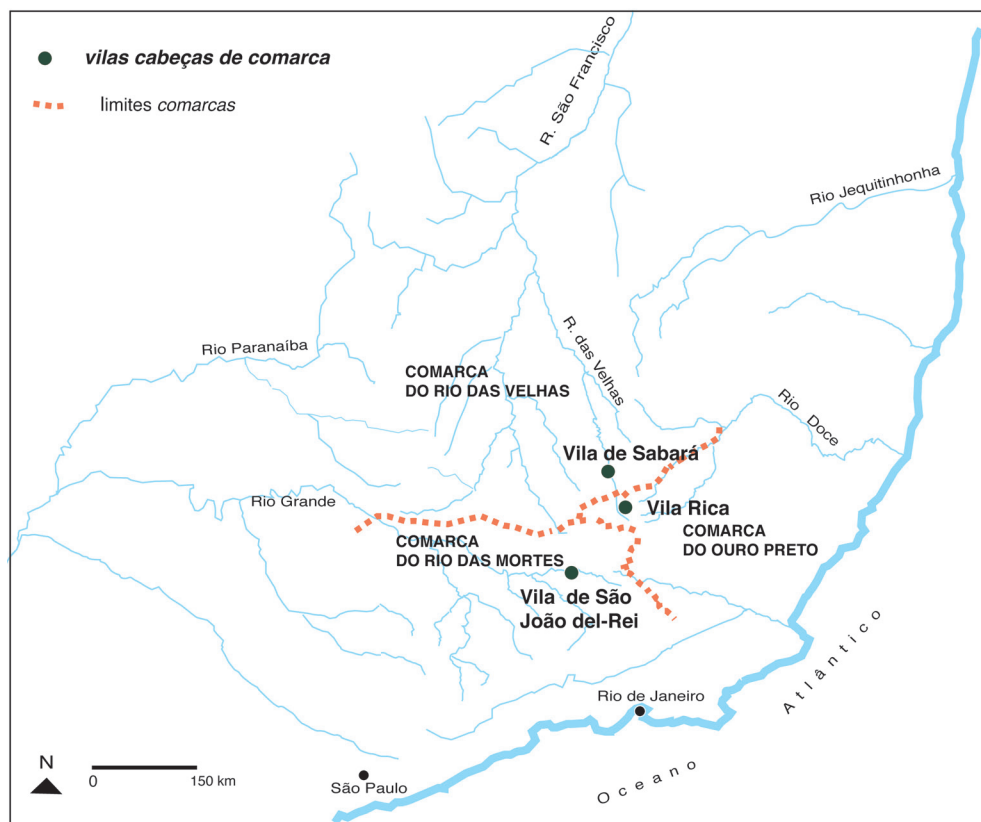 vilas cabeças de comarca
limites comarcas
R. São Francisco
Rio Jequitinhonha
Rio Paranaíba
R. das Velhas
COMARCA
DO RIO DAS VELHAS
Rio Doce
Vila de Sabará
Rio Grande
Vila Rica
COMARCA
DO OURO PRETO
COMARCA
DO RIO DAS MORTES
Vila de São
João del-Rei
Rio de Janeiro
Oceano Atlântico
N
0 150 km
São Paulo